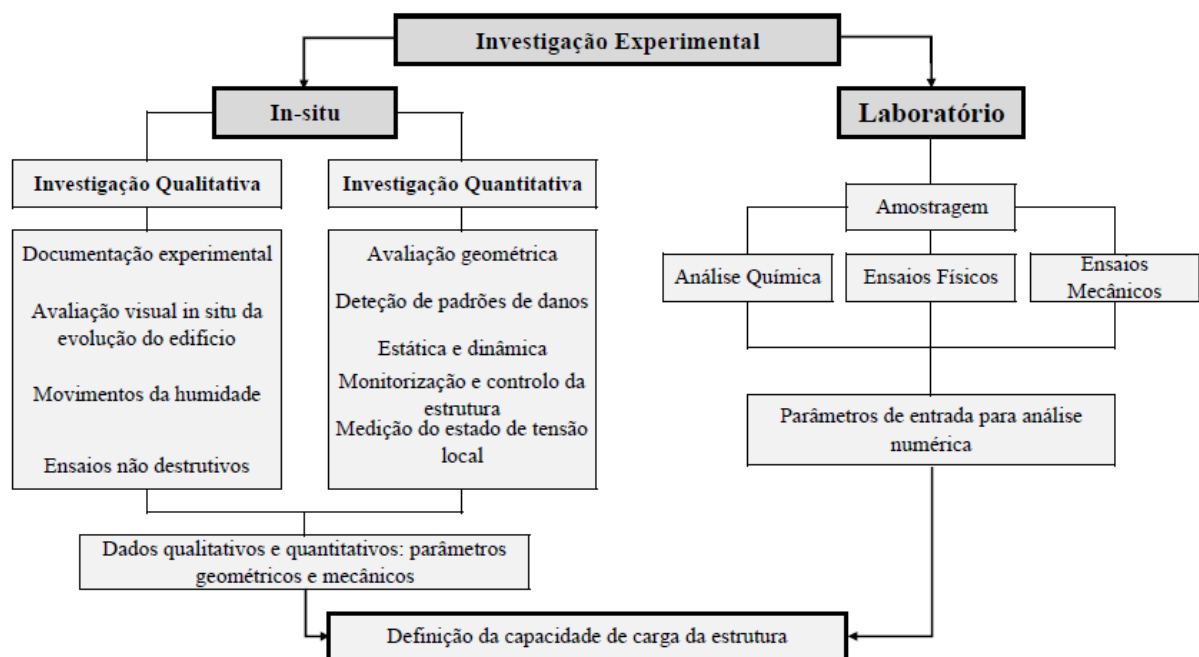 Investigação Experimental
In-situ
Laboratório
Investigação Qualitativa
Investigação Quantitativa
Amostragem
Documentação experimental
Avaliação visual in situ da
evolução do edifício
Movimentos da humidade
Ensaios não destrutivos
Avaliação geométrica
Deteção de padrões de danos
Estática e dinâmica
Monitorização e controlo da
estrutura
Medição do estado de tensão
local
Análise Química
Ensaios Físicos
Ensaios
Mecânicos
Parâmetros de entrada para análise
numérica
Dados qualitativos e quantitativos: parâmetros
geométricos e mecânicos
Definição da capacidade de carga da estrutura